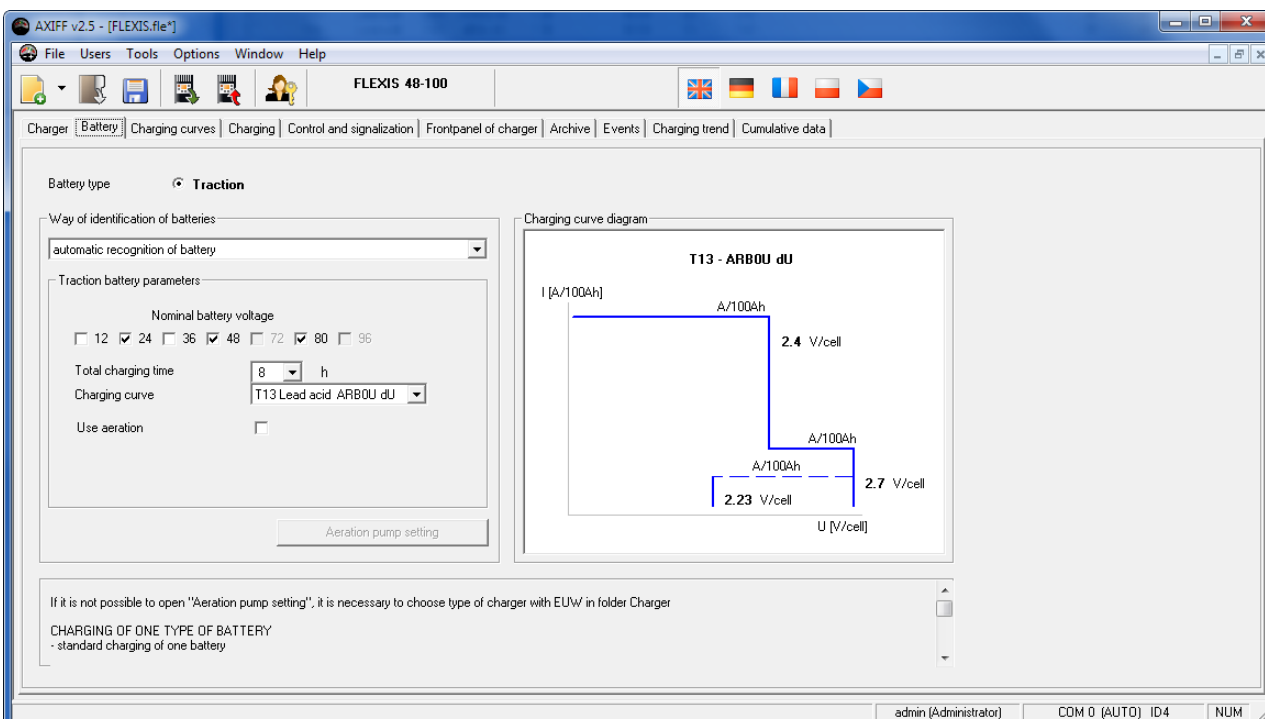 AXIFF v2.5 - [FLEXIS.fle*]
File Users Tools Options Window Help
FLEXIS 48-100
Charger Battery Charging curves Charging Control and signalization Frontpanel of charger Archive Events Charging trend Cumulative data
Battery type Traction
Way of identification of batteries
automatic recognition of battery
Traction battery parameters
Nominal battery voltage
12 24 36 48 72 80 96
Total charging time 8 h
Charging curve T13 Lead acid ARB0U dU
Use aeration
Aeration pump setting
Charging curve diagram
T13 - ARB0U dU
I [A/100Ah]
A/100Ah
2.4 V/cell
A/100Ah
A/100Ah
2.7 V/cell
2.23 V/cell
U [V/cell]
If it is not possible to open "Aeration pump setting", it is necessary to choose type of charger with EUW in folder Charger
CHARGING OF ONE TYPE OF BATTERY
- standard charging of one battery
admin (Administrator) COM 0 (AUTO) ID4 NUM